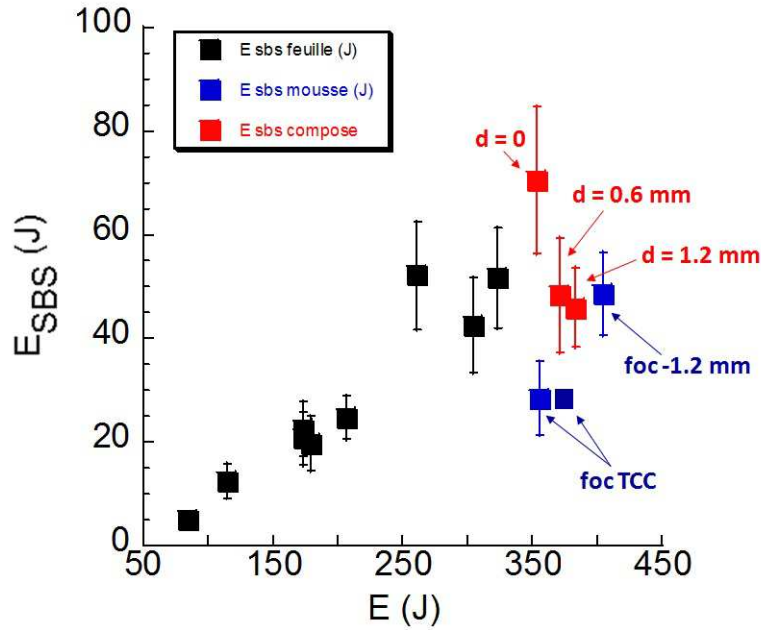 100
80
60
40
20
0
E_SBS (J)
E sbs feuille (J)
E sbs mousse (J)
E sbs compose
d = 0
d = 0.6 mm
d = 1.2 mm
foc -1.2 mm
foc TCC
50 150 250 350 450
E (J)